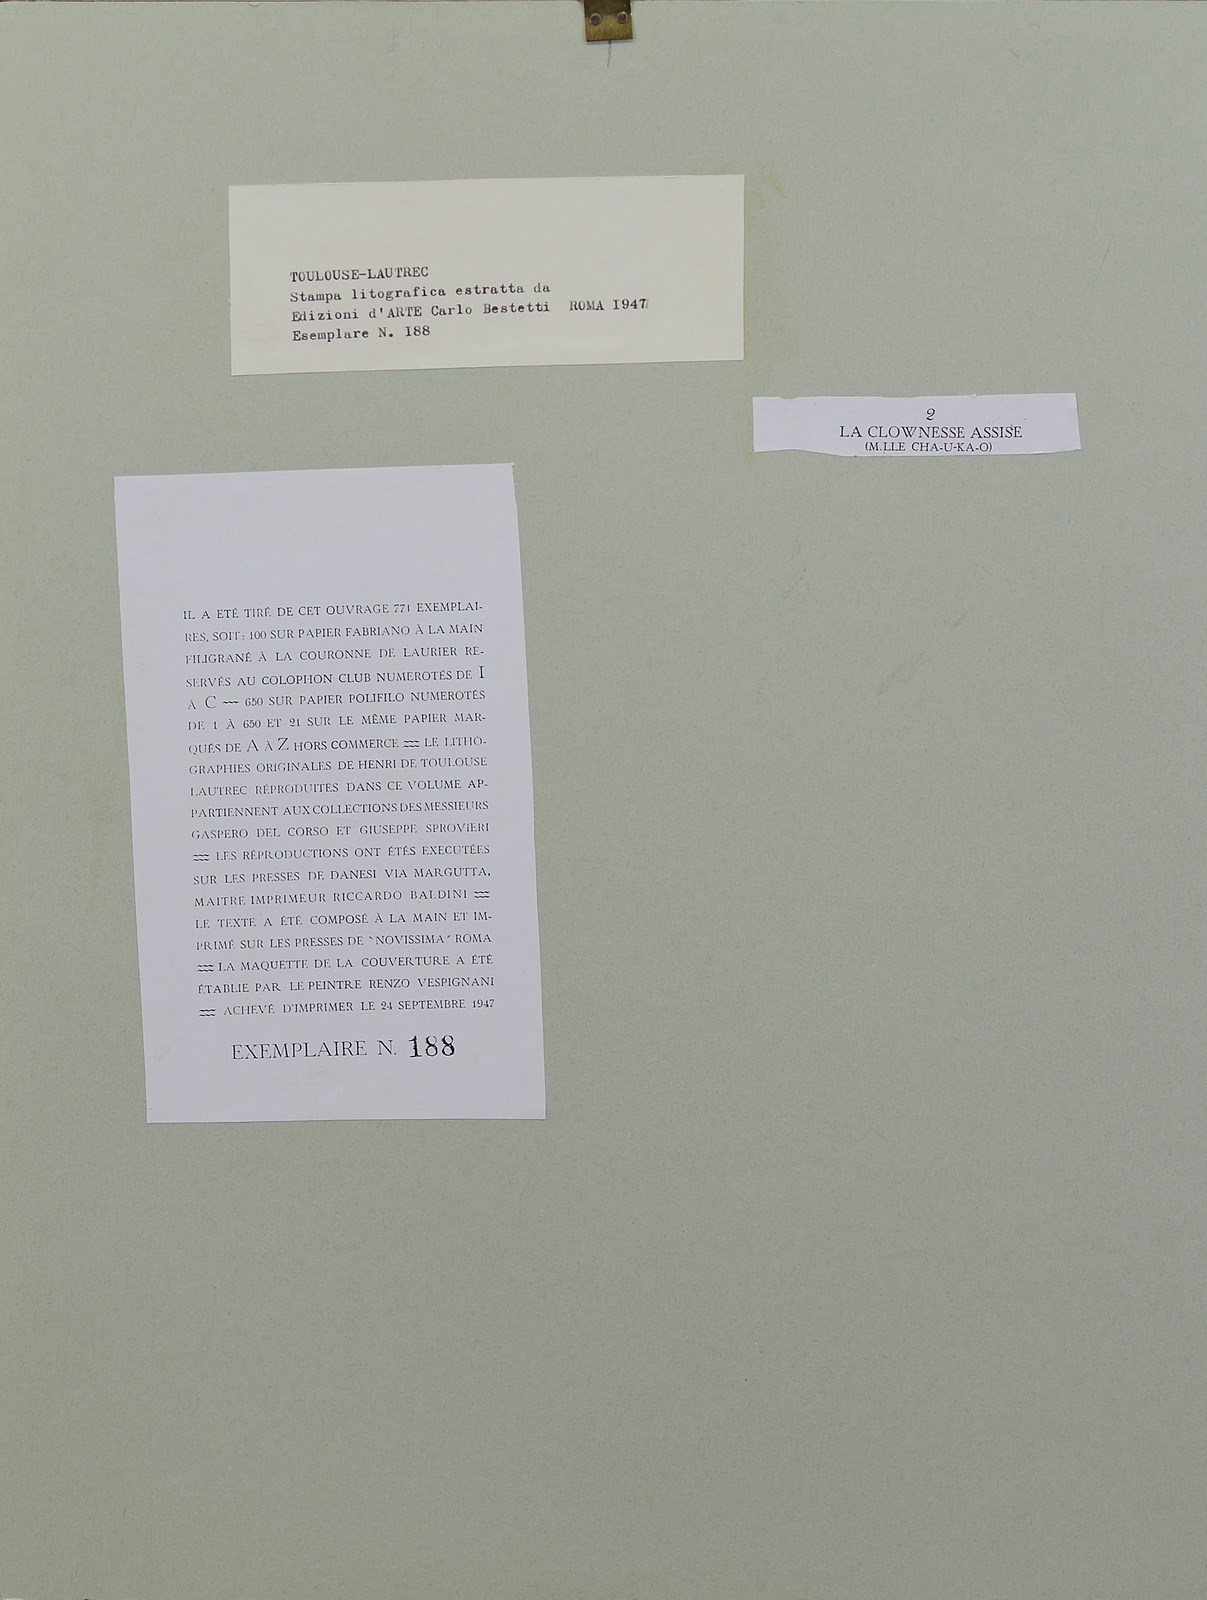 TOULOUSE-LAUTREC
Stampa litografica estratta da
Edizioni d'ARTE Carlo Bestetti ROMA 1947
Esemplare N. I88
2
LA CLOWNESSE ASSISE
(M.LLE CHA-U-KA-O)
IL A ETÉ TIRÉ DE CET OUVRAGE 771 EXEMPLAI-
RES, SOIT: 100 SUR PAPIER FABRIANO À LA MAIN
FILIGRANÉ À LA COURONNE DE LAURIER RE-
SERVÉS AU COLOPHON CLUB NUMEROTÉS DE I
À C ~~ 650 SUR PAPIER POLIFILO NUMEROTÉS
DE 1 À 650 ET 21 SUR LE MÊME PAPIER MAR-
QUÉS DE A À Z HORS COMMERCE ≈ LE LITHO-
GRAPHIES ORIGINALES DE HENRI DE TOULOUSE
LAUTREC RÉPRODUITES DANS CE VOLUME AP-
PARTIENNENT AUX COLLECTIONS DES MESSIEURS
GASPERO DEL CORSO ET GIUSEPPE SPROVIERI
≈ LES RÉPRODUCTIONS ONT ÉTÉS EXECUTÉES
SUR LES PRESSES DE DANESI VIA MARGUTTA,
MAITRE IMPRIMEUR RICCARDO BALDINI ≈
LE TEXTE A ÉTÉ COMPOSÉ À LA MAIN ET IM-
PRIMÉ SUR LES PRESSES DE "NOVISSIMA" ROMA
≈ LA MAQUETTE DE LA COUVERTURE A ÉTÉ
ÉTABLIE PAR LE PEINTRE RENZO VESPIGNANI
≈ ACHEVÉ D'IMPRIMER LE 24 SEPTEMBRE 1947
EXEMPLAIRE N. 188